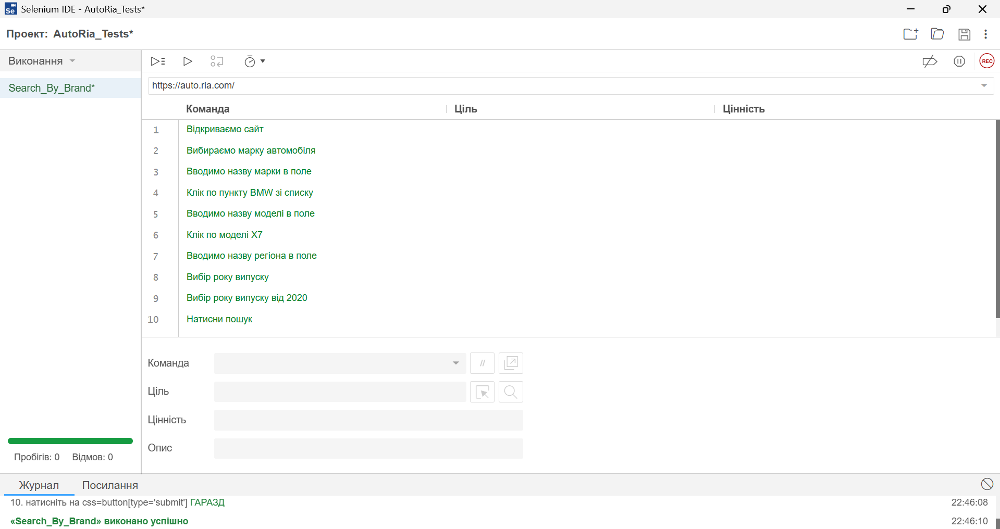 Selenium IDE - AutoRia_Tests*
Проект: AutoRia_Tests*
Виконання
Search_By_Brand*
REC
https://auto.ria.com/
Команда Ціль Цінність
1 Відкриваємо сайт
2 Вибираємо марку автомобіля
3 Вводимо назву марки в поле
4 Клік по пункту BMW зі списку
5 Вводимо назву моделі в поле
6 Клік по моделі X7
7 Вводимо назву регіона в поле
8 Вибір року випуску
9 Вибір року випуску від 2020
10 Натисни пошук
Команда //
Ціль
Цінність
Опис
Пробігів: 0 Відмов: 0
Журнал Посилання
10. натисніть на css=button[type='submit'] ГАРАЗД 22:46:08
«Search_By_Brand» виконано успішно 22:46:10